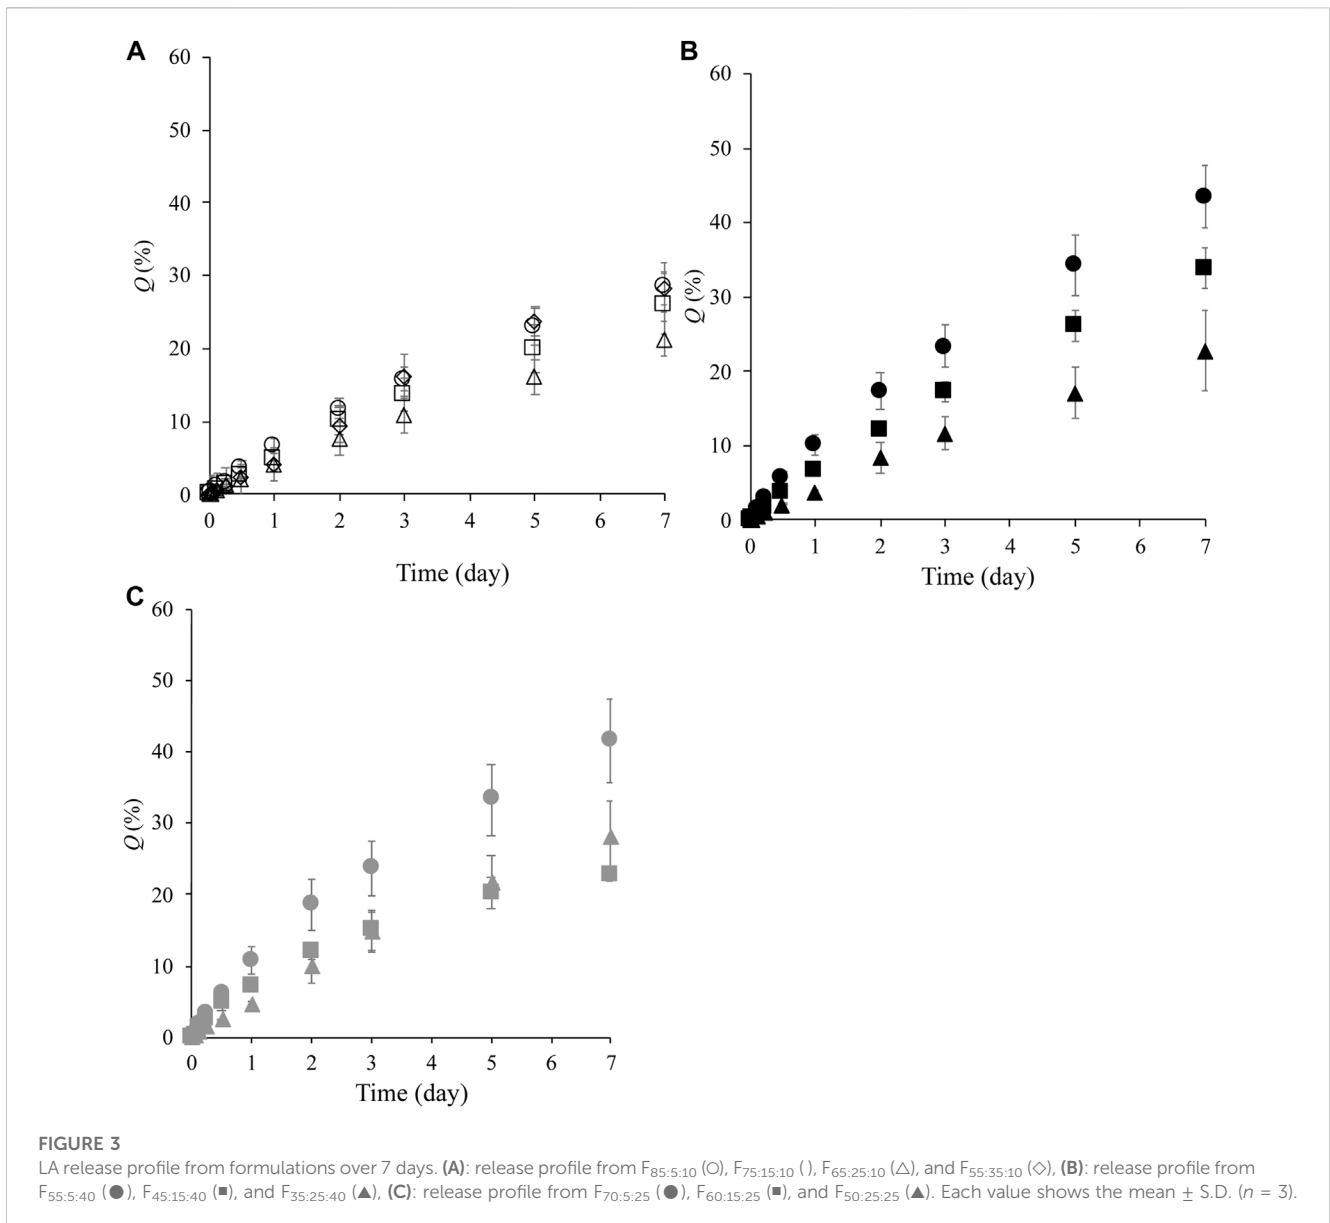 A
60
50
40
30
20
10
0
Q (%)
0 1 2 3 4 5 6 7
Time (day)
B
60
50
40
30
20
10
0
Q (%)
0 1 2 3 4 5 6 7
Time (day)
C
60
50
40
30
20
10
0
Q (%)
0 1 2 3 4 5 6 7
Time (day)
FIGURE 3
LA release profile from formulations over 7 days. (A): release profile from F85:5:10 (○), F75:15:10 ( ), F65:25:10 (△), and F55:35:10 (◇), (B): release profile from
F55:5:40 (●), F45:15:40 (■), and F35:25:40 (▲), (C): release profile from F70:5:25 (●), F60:15:25 (■), and F50:25:25 (▲). Each value shows the mean ± S.D. (n = 3).